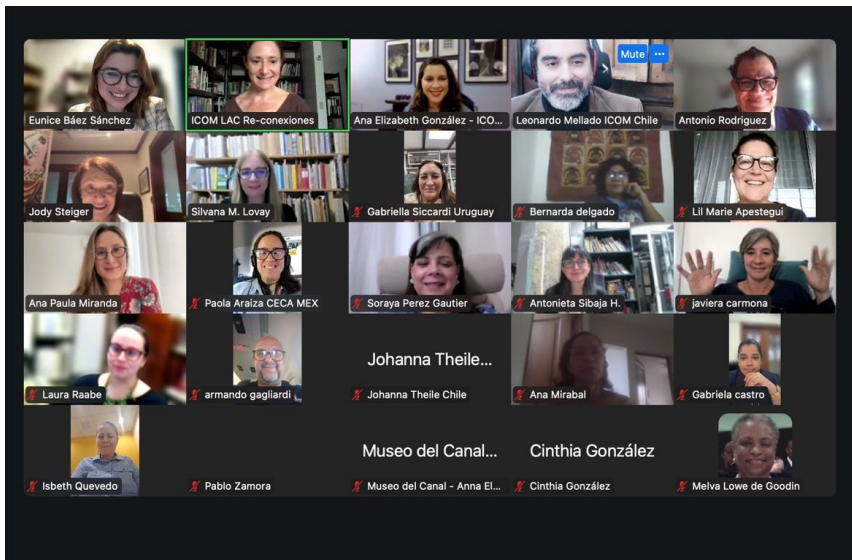 Mute
Eunice Báez Sánchez
ICOM LAC Re-conexiones
Ana Elizabeth González - ICO...
Leonardo Mellado ICOM Chile
Antonio Rodriguez
Jody Steiger
Silvana M. Lovay
Gabriella Siccardi Uruguay
Bernarda delgado
Lil Marie Apestegui
Ana Paula Miranda
Paola Araiza CECA MEX
Soraya Perez Gautier
Antonieta Sibaja H.
javiera carmona
Laura Raabe
armando gagliardi
Johanna Theile...
Johanna Theile Chile
Ana Mirabal
Gabriela castro
Isbeth Quevedo
Pablo Zamora
Museo del Canal...
Museo del Canal - Anna El...
Cinthia González
Cinthia González
Melva Lowe de Goodin